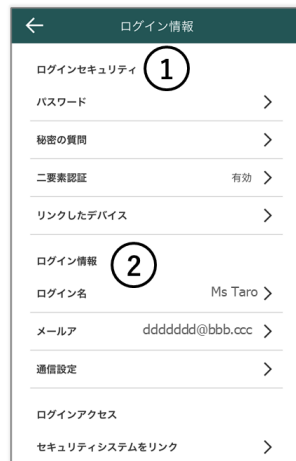 ログイン情報
ログインセキュリティ ①
パスワード
秘密の質問
二要素認証 有効
リンクしたデバイス
ログイン情報 ②
ログイン名 Ms Taro
メールア ddddddd@bbb.ccc
通信設定
ログインアクセス
セキュリティシステムをリンク